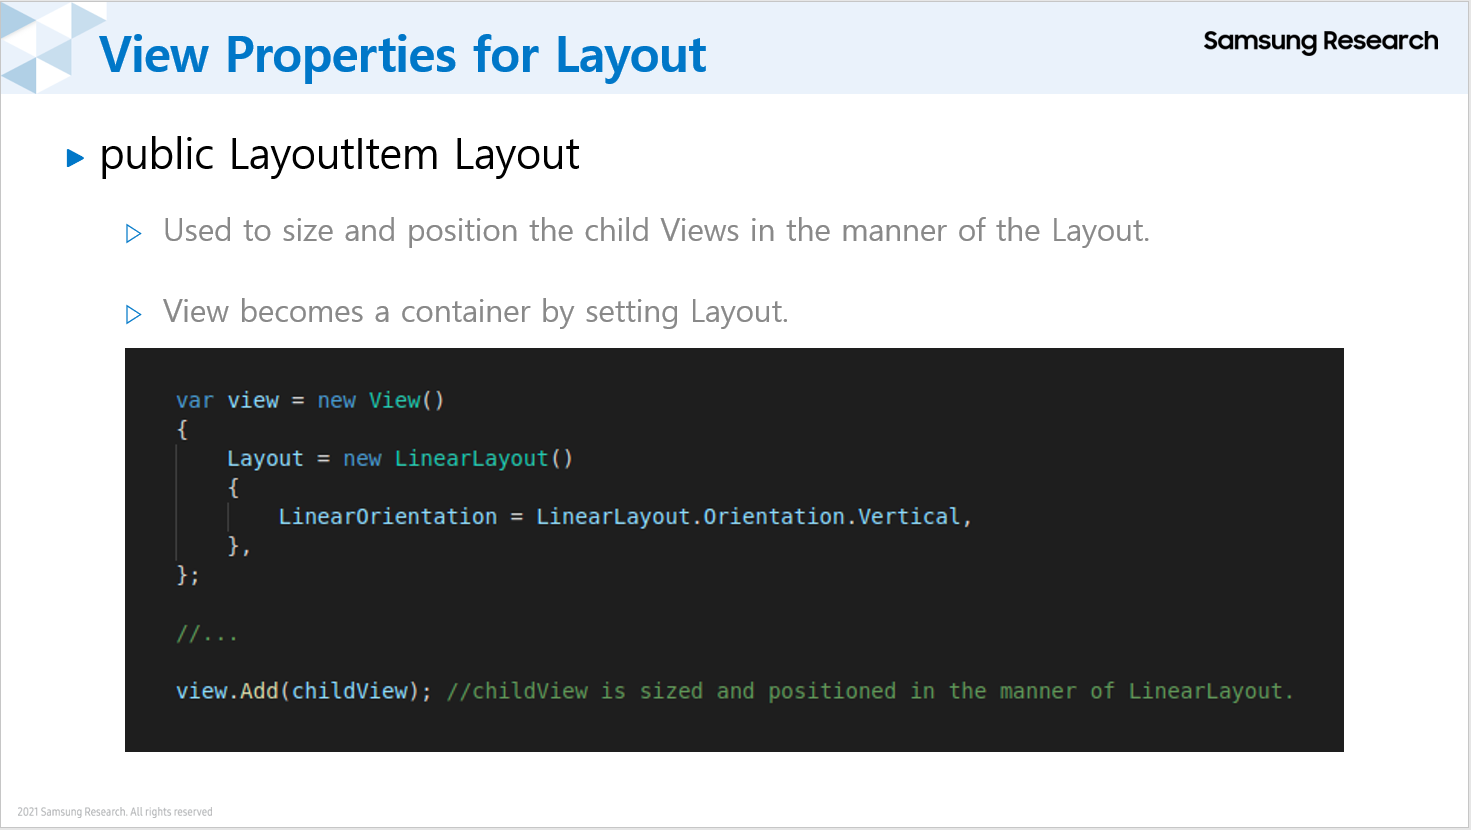 View Properties for Layout
Samsung Research
public LayoutItem Layout
Used to size and position the child Views in the manner of the Layout.
View becomes a container by setting Layout.
var view = new View()
{
    Layout = new LinearLayout()
    {
        LinearOrientation = LinearLayout.Orientation.Vertical,
    },
};
//...
view.Add(childView); //childView is sized and positioned in the manner of LinearLayout.
2021 Samsung Research. All rights reserved